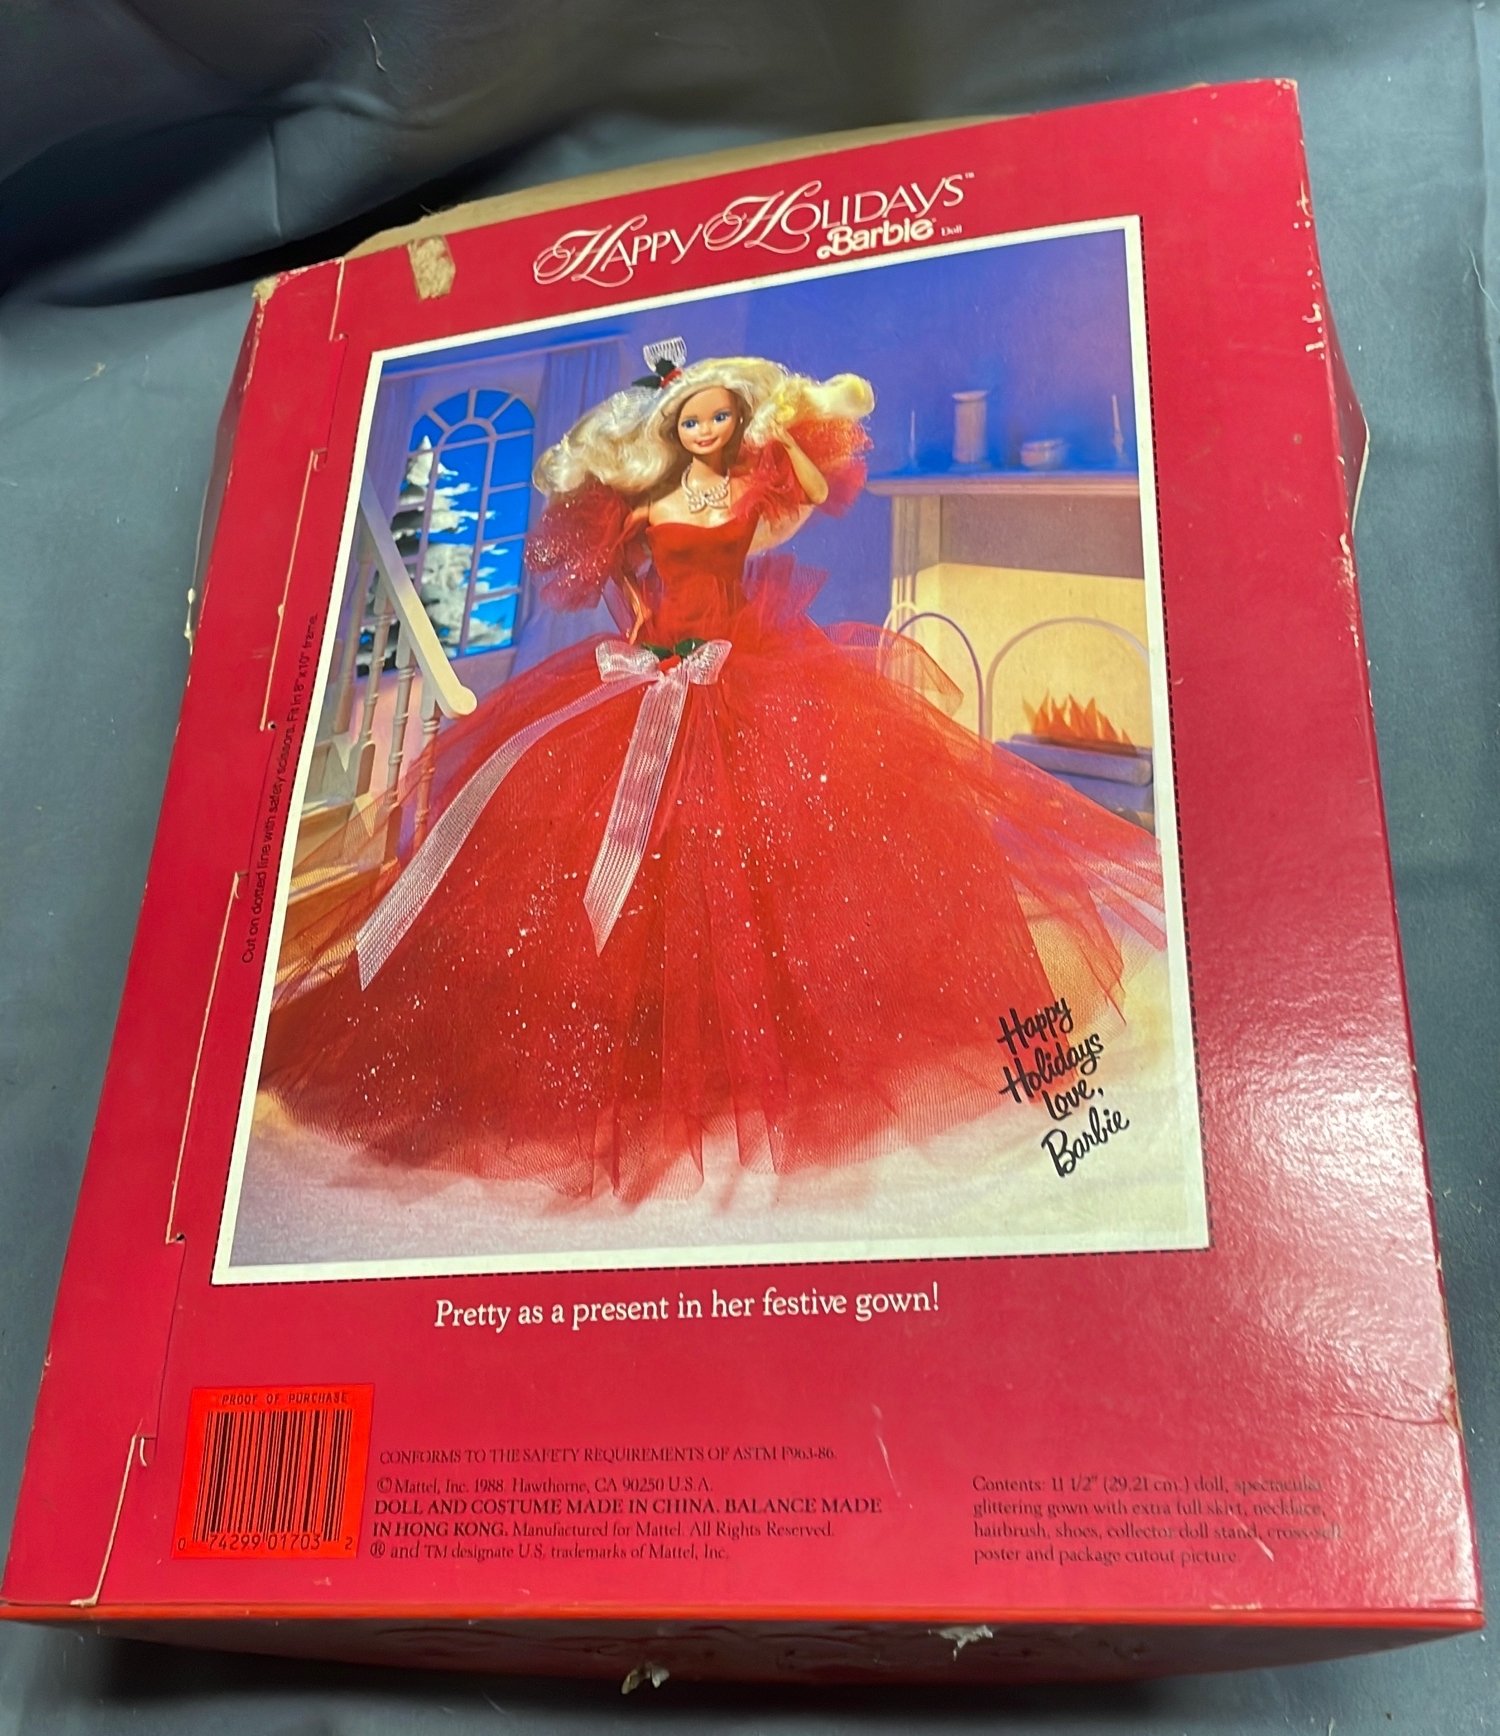 HAPPY HOLIDAYS™
Barbie® Doll
Cut on dotted line with safety scissors. Fit in 8"x10" frame.
Happy
Holidays
Love,
Barbie
Pretty as a present in her festive gown!
PROOF OF PURCHASE
0 74299 01703 2
CONFORMS TO THE SAFETY REQUIREMENTS OF ASTM F963-86.
©Mattel, Inc. 1988. Hawthorne, CA 90250 U.S.A.
DOLL AND COSTUME MADE IN CHINA. BALANCE MADE
IN HONG KONG. Manufactured for Mattel. All Rights Reserved.
® and TM designate U.S. trademarks of Mattel, Inc.
Contents: 11 1/2" (29.21 cm.) doll, spectacular
glittering gown with extra full skirt, necklace,
hairbrush, shoes, collector doll stand, cross-sell
poster and package cutout picture.